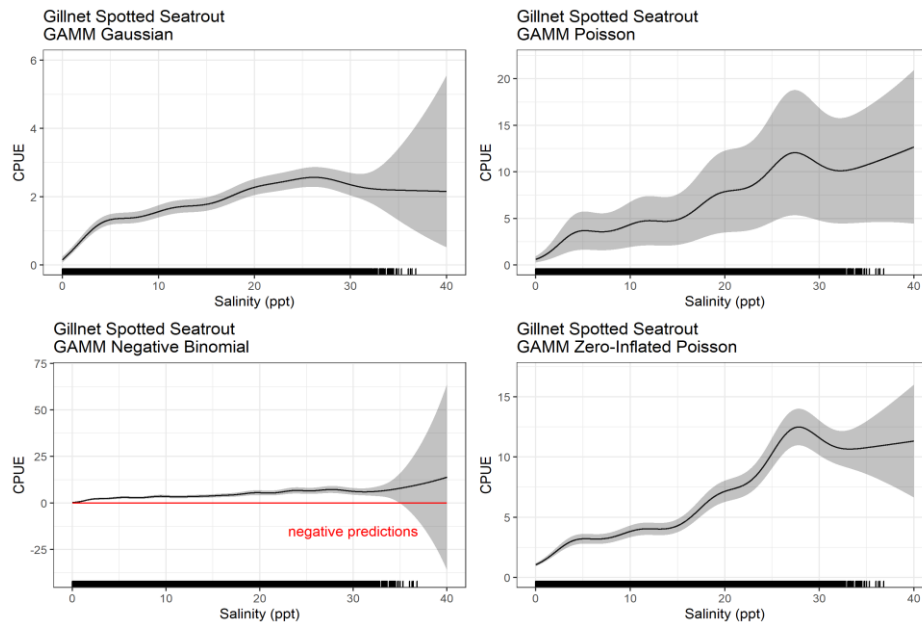 Gillnet Spotted Seatrout
GAMM Gaussian
6
4
2
0
CPUE
0
10
20
30
40
Salinity (ppt)
Gillnet Spotted Seatrout
GAMM Poisson
20
15
10
5
0
CPUE
0
10
20
30
40
Salinity (ppt)
Gillnet Spotted Seatrout
GAMM Negative Binomial
75
50
25
0
-25
CPUE
negative predictions
0
10
20
30
40
Salinity (ppt)
Gillnet Spotted Seatrout
GAMM Zero-Inflated Poisson
15
10
5
0
CPUE
0
10
20
30
40
Salinity (ppt)